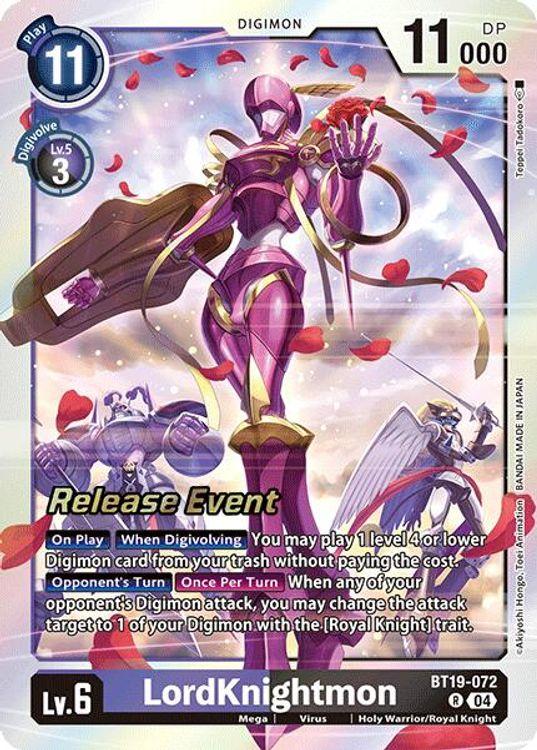 Play
11
DIGIMON
DP
11000
Digivolve
Lv.5
3
Teppei Tadokoro
Release Event
On Play When Digivolving You may play 1 level 4 or lower
Digimon card from your trash without paying the cost.
Opponent's Turn Once Per Turn When any of your
opponent's Digimon attack, you may change the attack
target to 1 of your Digimon with the [Royal Knight] trait.
©Akiyoshi Hongo, Toei Animation BANDAI MADE IN JAPAN
BT19-072
Lv.6
LordKnightmon
R 04
Mega | Virus | Holy Warrior/Royal Knight